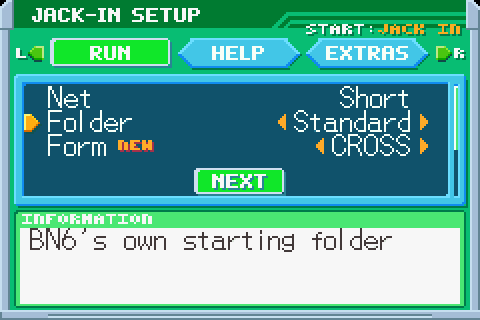 JACK-IN SETUP
START:JACK IN
L RUN HELP EXTRAS R
Net Short
Folder Standard
Form NEW CROSS
NEXT
INFORMATION
BN6's own starting folder